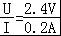 U/I = 2.4V/0.2A